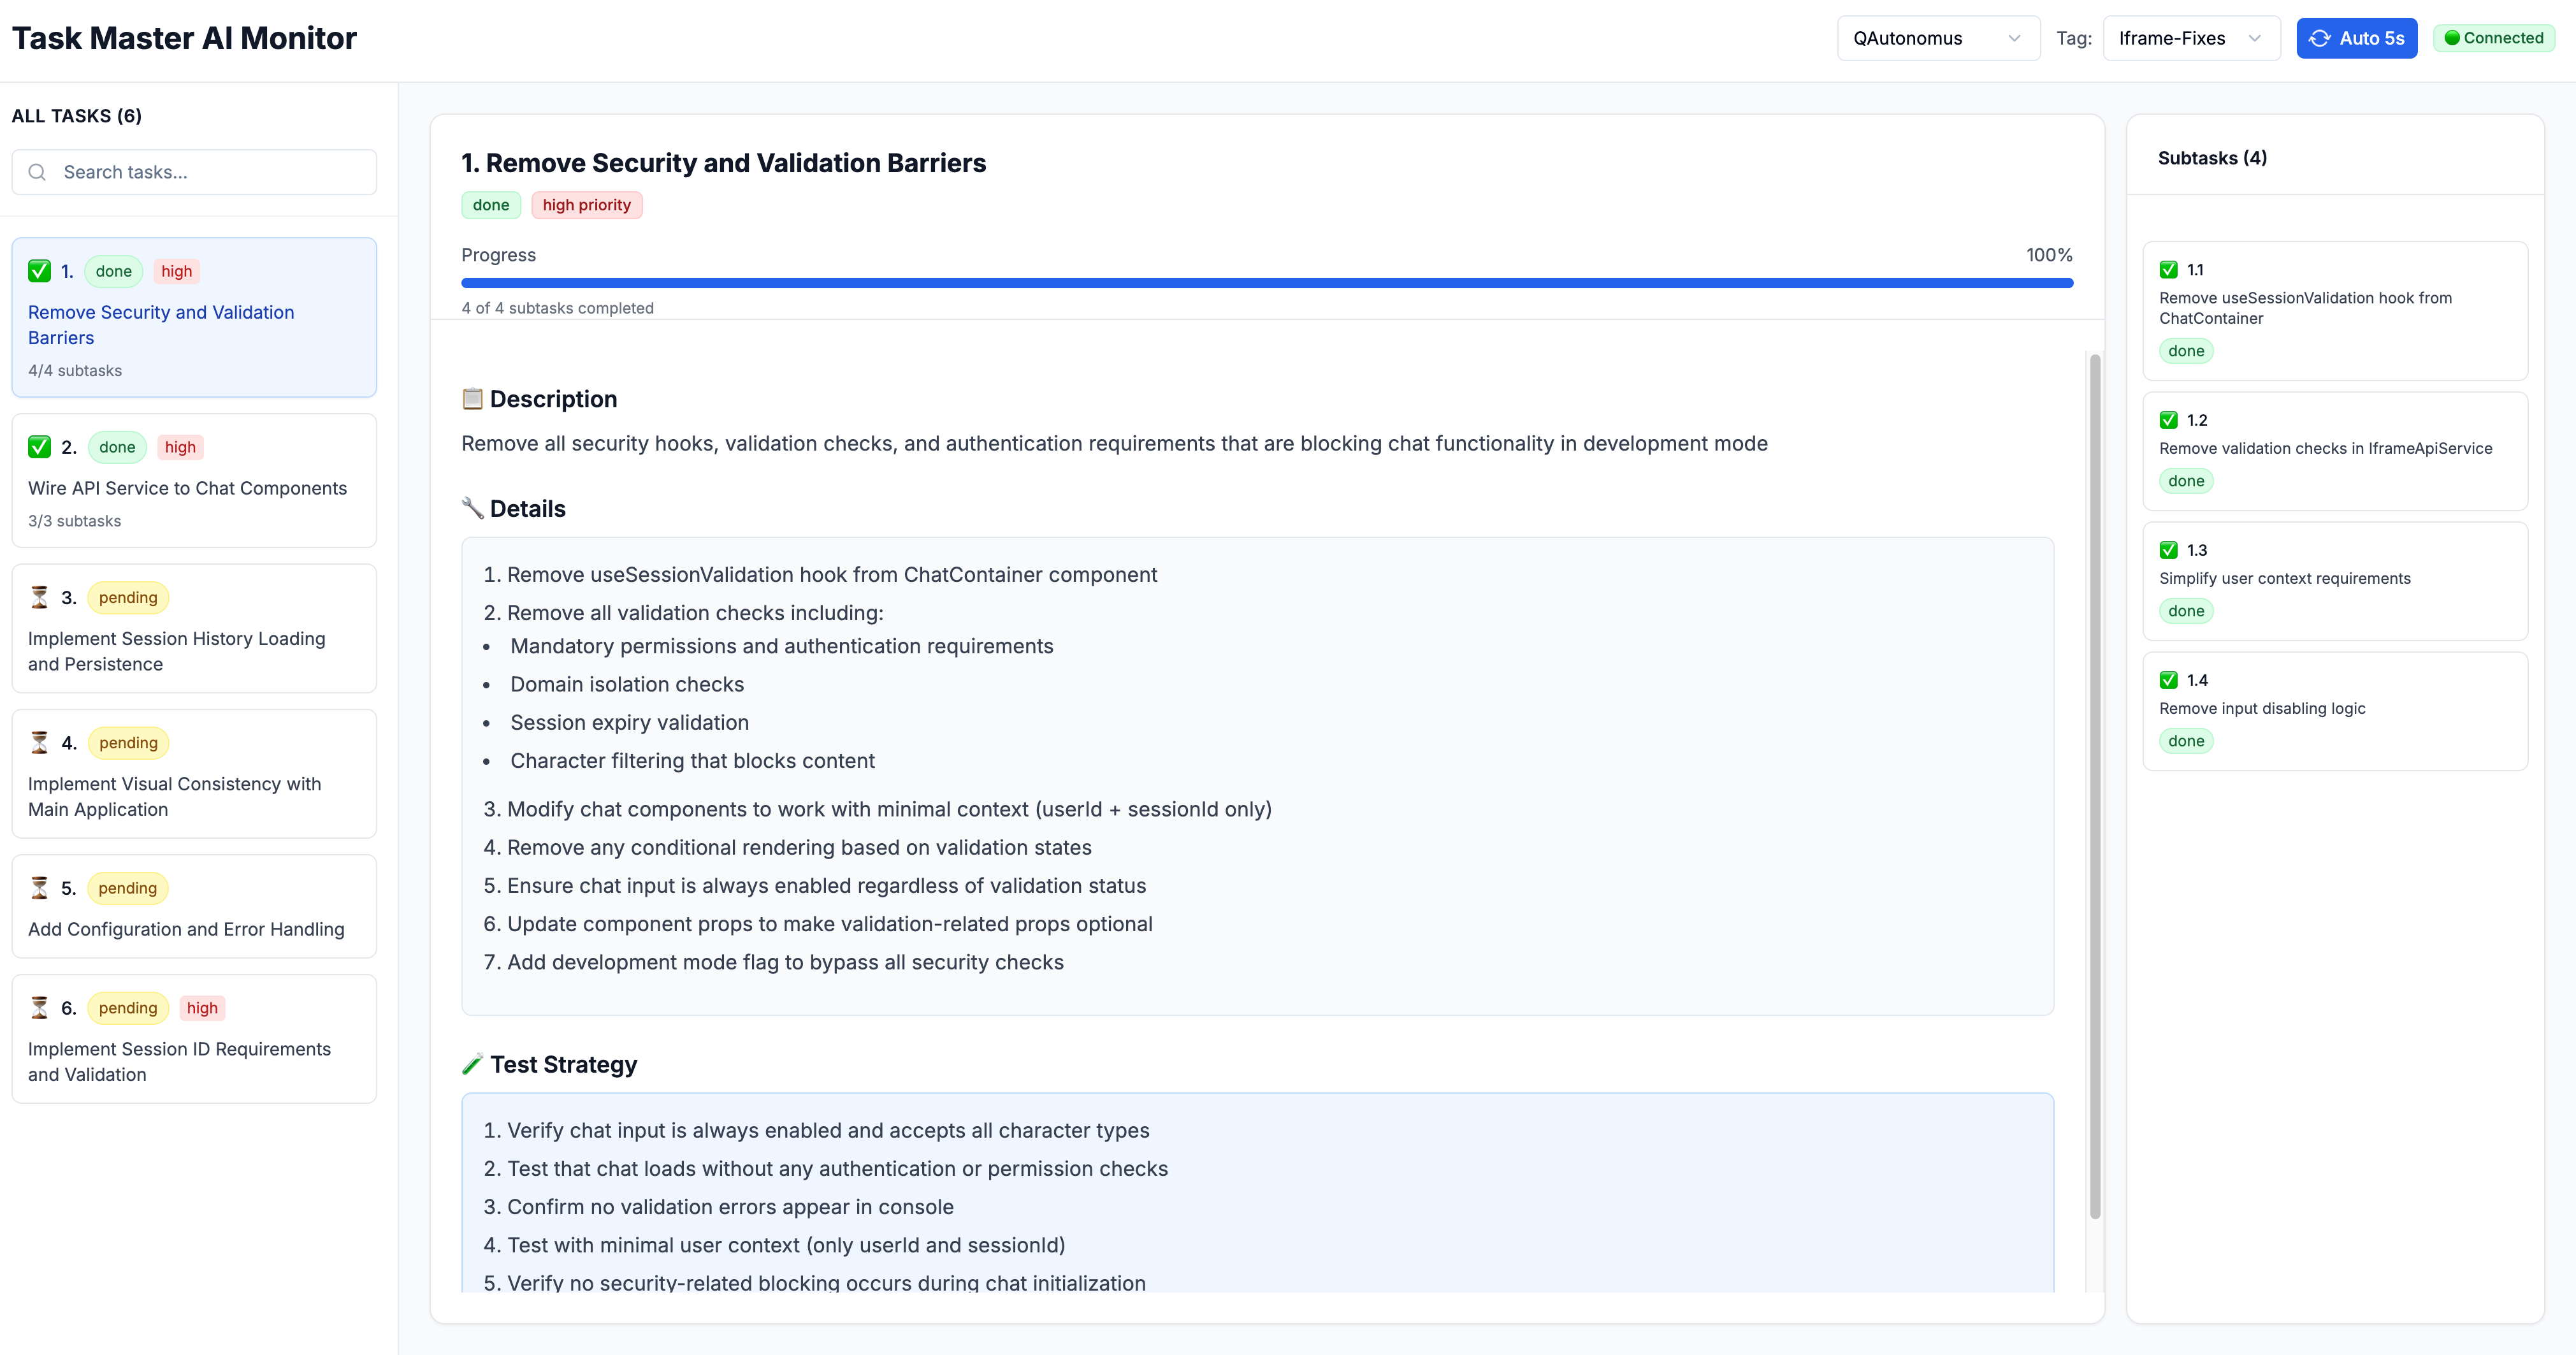 Task Master AI Monitor
QAutonomus
Tag:
Iframe-Fixes
Auto 5s
Connected
ALL TASKS (6)
Search tasks...
1. done high
Remove Security and Validation
Barriers
4/4 subtasks
2. done high
Wire API Service to Chat Components
3/3 subtasks
3. pending
Implement Session History Loading
and Persistence
4. pending
Implement Visual Consistency with
Main Application
5. pending
Add Configuration and Error Handling
6. pending high
Implement Session ID Requirements
and Validation
1. Remove Security and Validation Barriers
done high priority
Progress 100%
4 of 4 subtasks completed
Description
Remove all security hooks, validation checks, and authentication requirements that are blocking chat functionality in development mode
Details
1. Remove useSessionValidation hook from ChatContainer component
2. Remove all validation checks including:
• Mandatory permissions and authentication requirements
• Domain isolation checks
• Session expiry validation
• Character filtering that blocks content
3. Modify chat components to work with minimal context (userId + sessionId only)
4. Remove any conditional rendering based on validation states
5. Ensure chat input is always enabled regardless of validation status
6. Update component props to make validation-related props optional
7. Add development mode flag to bypass all security checks
Test Strategy
1. Verify chat input is always enabled and accepts all character types
2. Test that chat loads without any authentication or permission checks
3. Confirm no validation errors appear in console
4. Test with minimal user context (only userId and sessionId)
5. Verify no security-related blocking occurs during chat initialization
Subtasks (4)
1.1
Remove useSessionValidation hook from
ChatContainer
done
1.2
Remove validation checks in IframeApiService
done
1.3
Simplify user context requirements
done
1.4
Remove input disabling logic
done